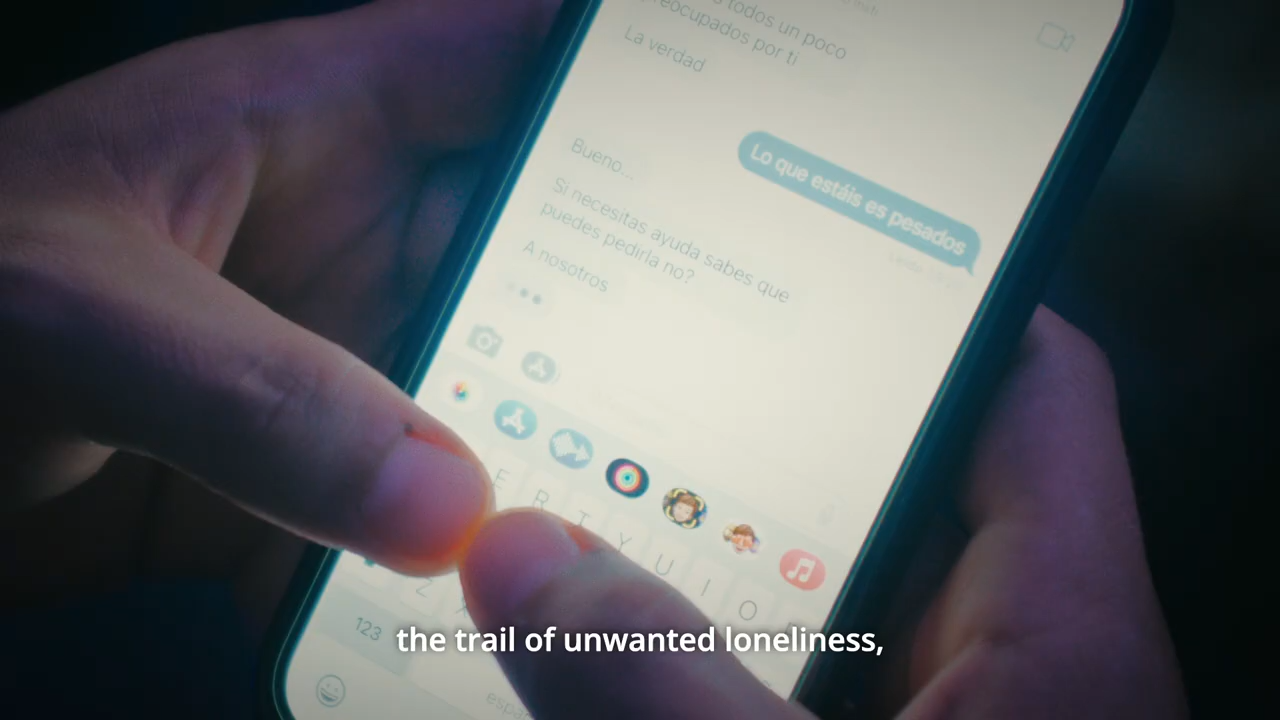 todos un poco
preocupados por ti
La verdad
Lo que estáis es pesados
Bueno...
Si necesitas ayuda sabes que
puedes pedirla no?
A nosotros
E R T Y U I O
Z X
123
the trail of unwanted loneliness,